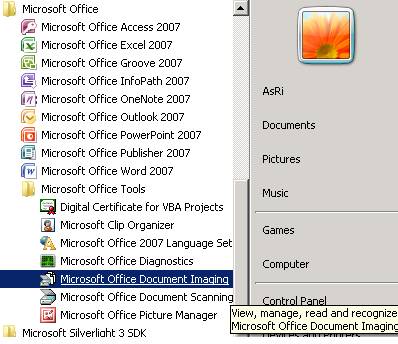 Microsoft Office
Microsoft Office Access 2007
Microsoft Office Excel 2007
Microsoft Office Groove 2007
Microsoft Office InfoPath 2007
Microsoft Office OneNote 2007
Microsoft Office Outlook 2007
Microsoft Office PowerPoint 2007
Microsoft Office Publisher 2007
Microsoft Office Word 2007
Microsoft Office Tools
Digital Certificate for VBA Projects
Microsoft Clip Organizer
Microsoft Office 2007 Language Set
Microsoft Office Diagnostics
Microsoft Office Document Imaging
Microsoft Office Document Scanning
Microsoft Office Picture Manager
Microsoft Silverlight 3 SDK
AsRi
Documents
Pictures
Music
Games
Computer
Control Panel
View, manage, read and recognize
Microsoft Office Document Imaging
Devices and Printers